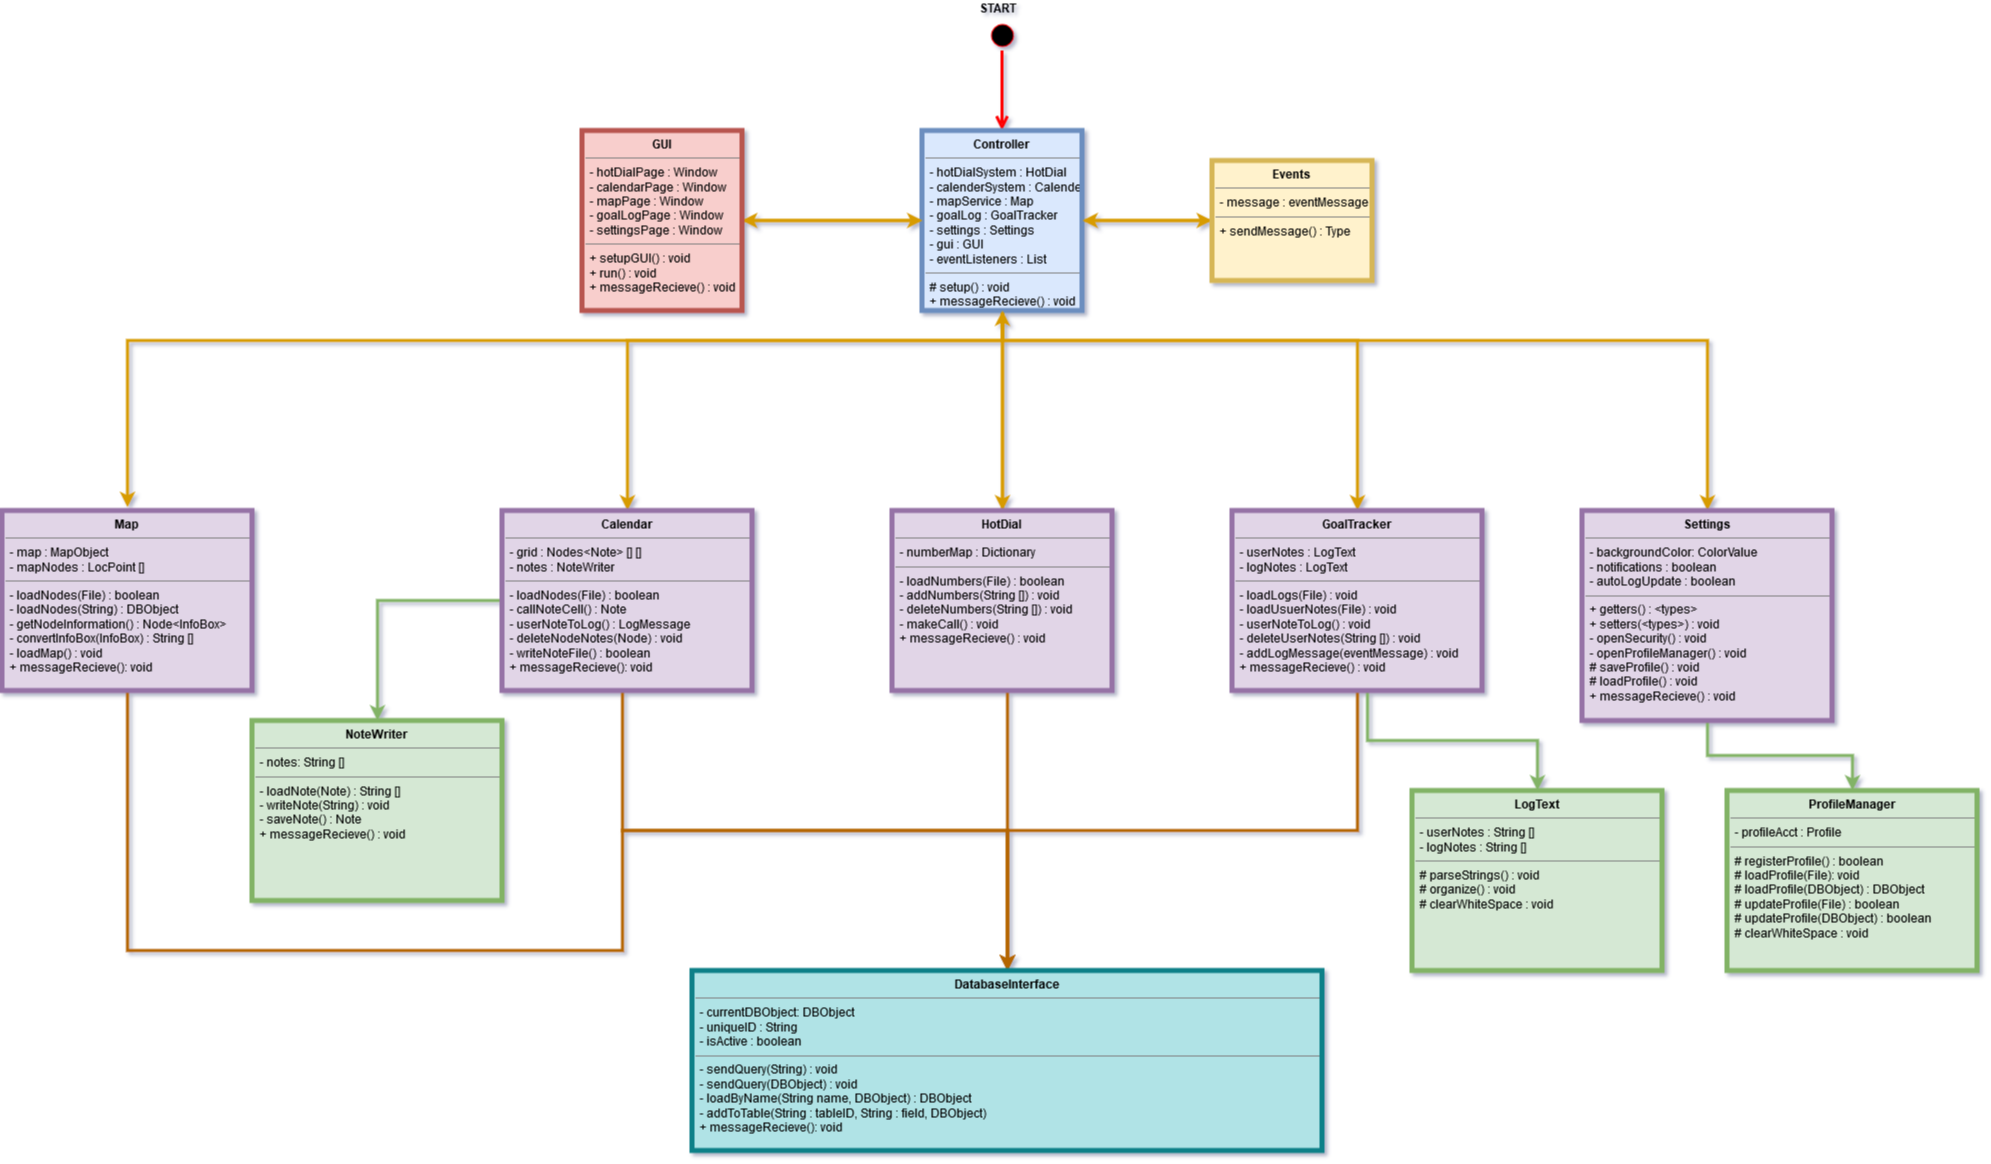 START
GUI
- hotDialPage : Window
- calendarPage : Window
- mapPage : Window
- goalLogPage : Window
- settingsPage : Window
+ setupGUI() : void
+ run() : void
+ messageRecieve() : void
Controller
- hotDialSystem : HotDial
- calenderSystem : Calende
- mapService : Map
- goalLog : GoalTracker
- settings : Settings
- gui : GUI
- eventListeners : List
# setup() : void
+ messageRecieve() : void
Events
- message : eventMessage
+ sendMessage() : Type
Map
- map : MapObject
- mapNodes : LocPoint []
- loadNodes(File) : boolean
- loadNodes(String) : DBObject
- getNodeInformation() : Node<InfoBox>
- convertInfoBox(InfoBox) : String []
- loadMap() : void
+ messageRecieve(): void
Calendar
- grid : Nodes<Note> [] []
- notes : NoteWriter
- loadNodes(File) : boolean
- callNoteCell() : Note
- userNoteToLog() : LogMessage
- deleteNodeNotes(Node) : void
- writeNoteFile() : boolean
+ messageRecieve() : void
HotDial
- numberMap : Dictionary
- loadNumbers(File) : boolean
- addNumbers(String []) : void
- deleteNumbers(String []) : void
- makeCall() : void
+ messageRecieve() : void
GoalTracker
- userNotes : LogText
- logNotes : LogText
- loadLogs(File) : void
- loadUsuerNotes(File) : void
- userNoteToLog() : void
- deleteUserNotes(String []) : void
- addLogMessage(eventMessage) : void
+ messageRecieve() : void
Settings
- backgroundColor: ColorValue
- notifications : boolean
- autoLogUpdate : boolean
+ getters() : <types>
+ setters(<types>) : void
- openSecurity() : void
- openProfileManager() : void
# saveProfile() : void
# loadProfile() : void
+ messageRecieve() : void
NoteWriter
- notes: String []
- loadNote(Note) : String []
- writeNote(String) : void
- saveNote() : Note
+ messageRecieve() : void
LogText
- userNotes : String []
- logNotes : String []
# parseStrings() : void
# organize() : void
# clearWhiteSpace : void
ProfileManager
- profileAcct : Profile
# registerProfile() : boolean
# loadProfile(File): void
# loadProfile(DBObject) : DBObject
# updateProfile(File) : boolean
# updateProfile(DBObject) : boolean
# clearWhiteSpace : void
DatabaseInterface
- currentDBObject: DBObject
- uniqueID : String
- isActive : boolean
- sendQuery(String) : void
- sendQuery(DBObject) : void
- loadByName(String name, DBObject) : DBObject
- addToTable(String : tableID, String : field, DBObject)
+ messageRecieve(): void